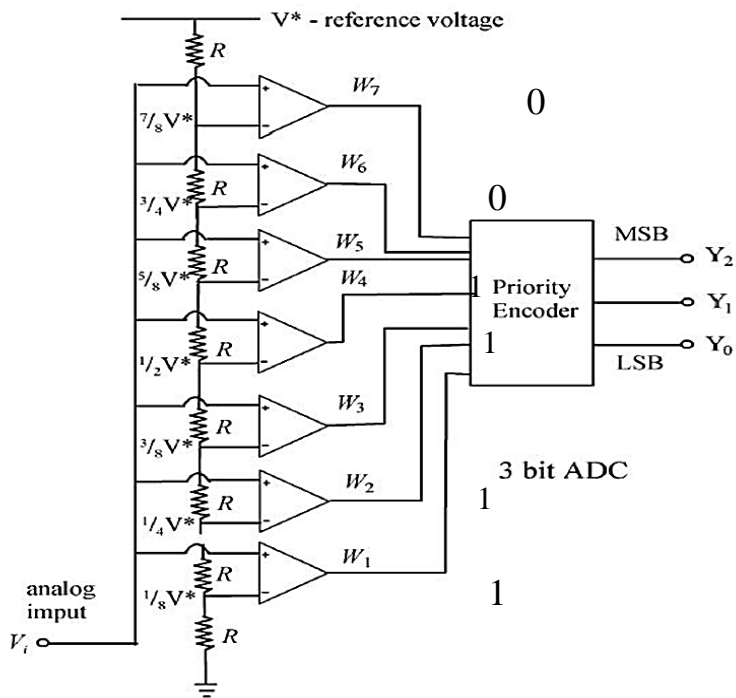 V* - reference voltage
R
W₇
0
⁷/₈V*
W₆
R
0
³/₄V*
W₅
MSB
Y₂
R
W₄
⁵/₈V*
1
Priority
Encoder
Y₁
R
1
¹/₂V*
LSB
Y₀
W₃
R
³/₈V*
W₂
3 bit ADC
R
1
¹/₄V*
W₁
R
1
analog
imput
¹/₈V*
R
Vᵢ